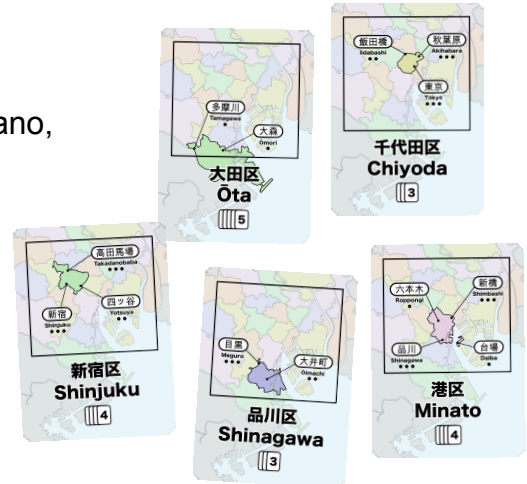 ano,
多摩川
Tamagawa
大森
Ōmori
大田区
Ōta
5
飯田橋
Iidabashi
秋葉原
Akihabara
東京
Tōkyō
千代田区
Chiyoda
3
高田馬場
Takadanobaba
四ッ谷
Yotsuya
新宿
Shinjuku
新宿区
Shinjuku
4
目黒
Meguro
大井町
Ōimachi
品川区
Shinagawa
3
六本木
Roppongi
新橋
Shimbashi
品川
Shinagawa
台場
Daiba
港区
Minato
4